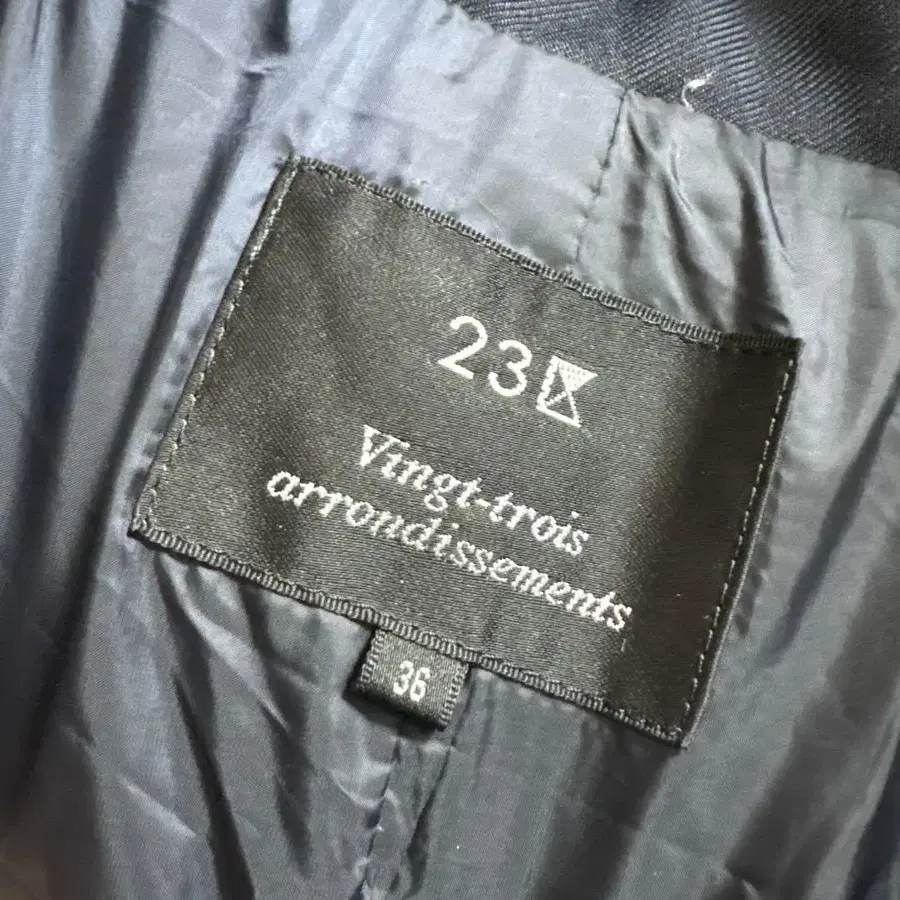 23区
Vingt-trois
arrondissements
36